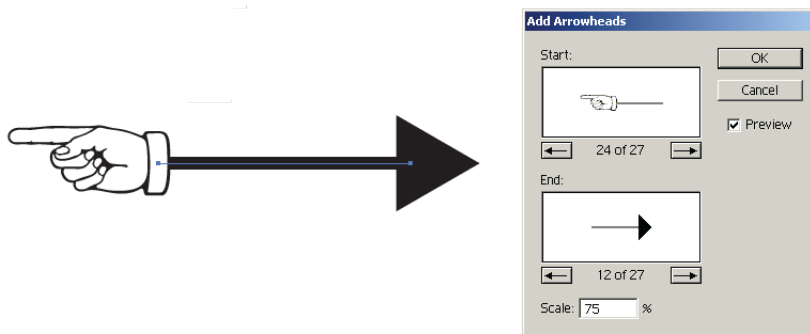 Add Arrowheads
Start:
OK
Cancel
Preview
24 of 27
End:
12 of 27
Scale: 75 %